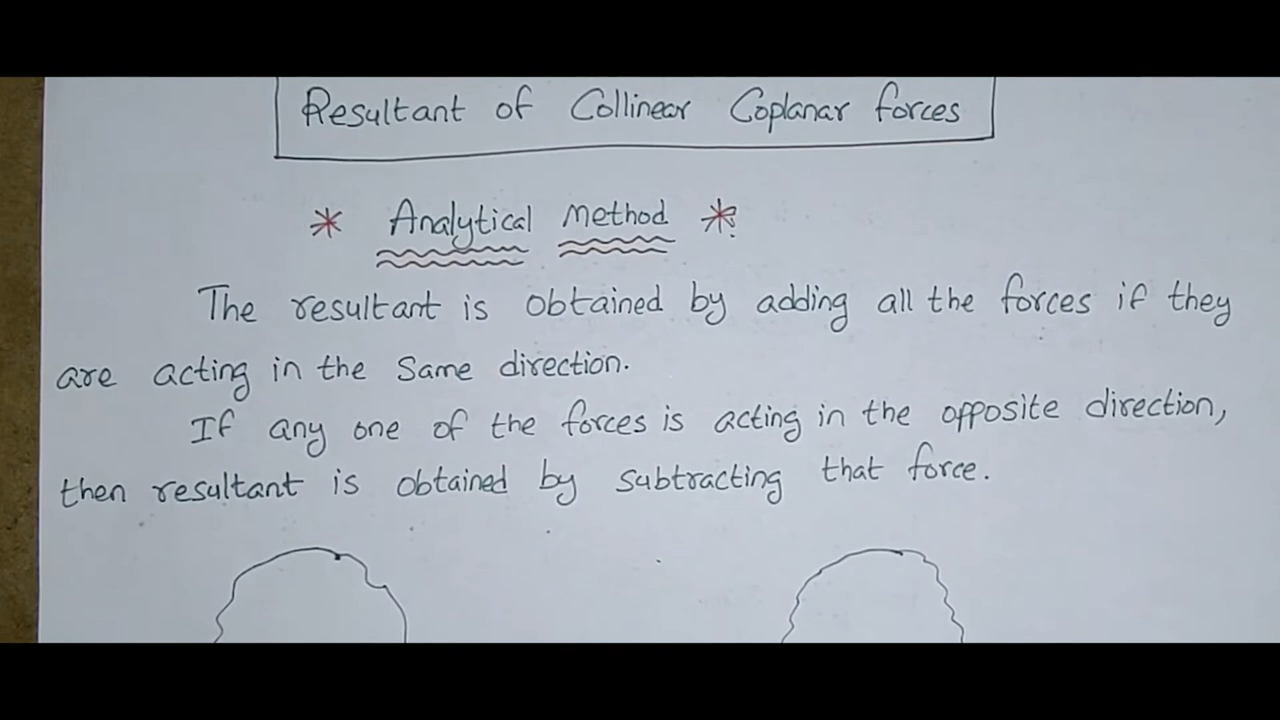 Resultant of Collinear Coplanar forces
* Analytical Method *
The resultant is obtained by adding all the forces if they
are acting in the same direction.
If any one of the forces is acting in the opposite direction,
then resultant is obtained by subtracting that force.